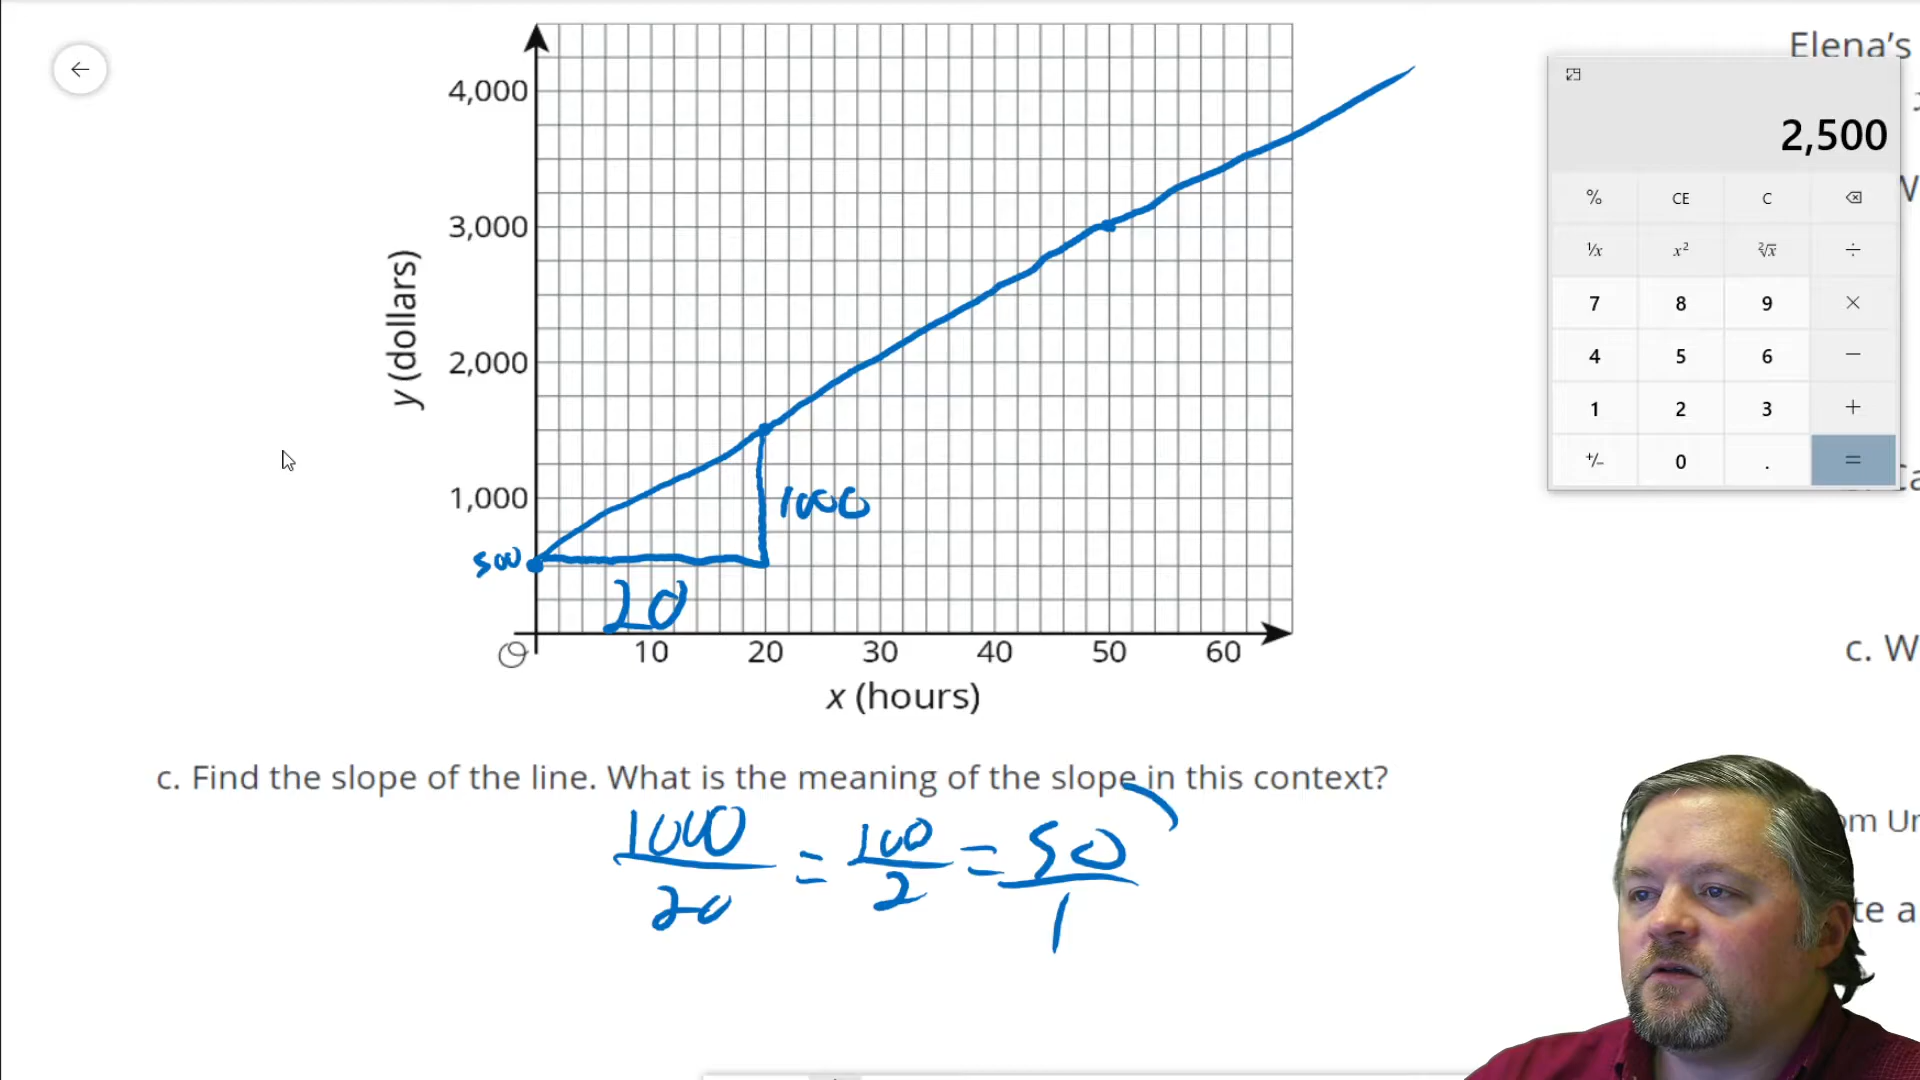 Elena's
4,000
3,000
2,000
1,000
500
y (dollars)
1000
20
O
10 20 30 40 50 60
x (hours)
c. Find the slope of the line. What is the meaning of the slope in this context?
1000/20 = 100/2 = 50/1
2,500
% CE C ⌫
1/x x² ²√x ÷
7 8 9 ×
4 5 6 −
1 2 3 +
+/− 0 . =
c. W
om Un
te a